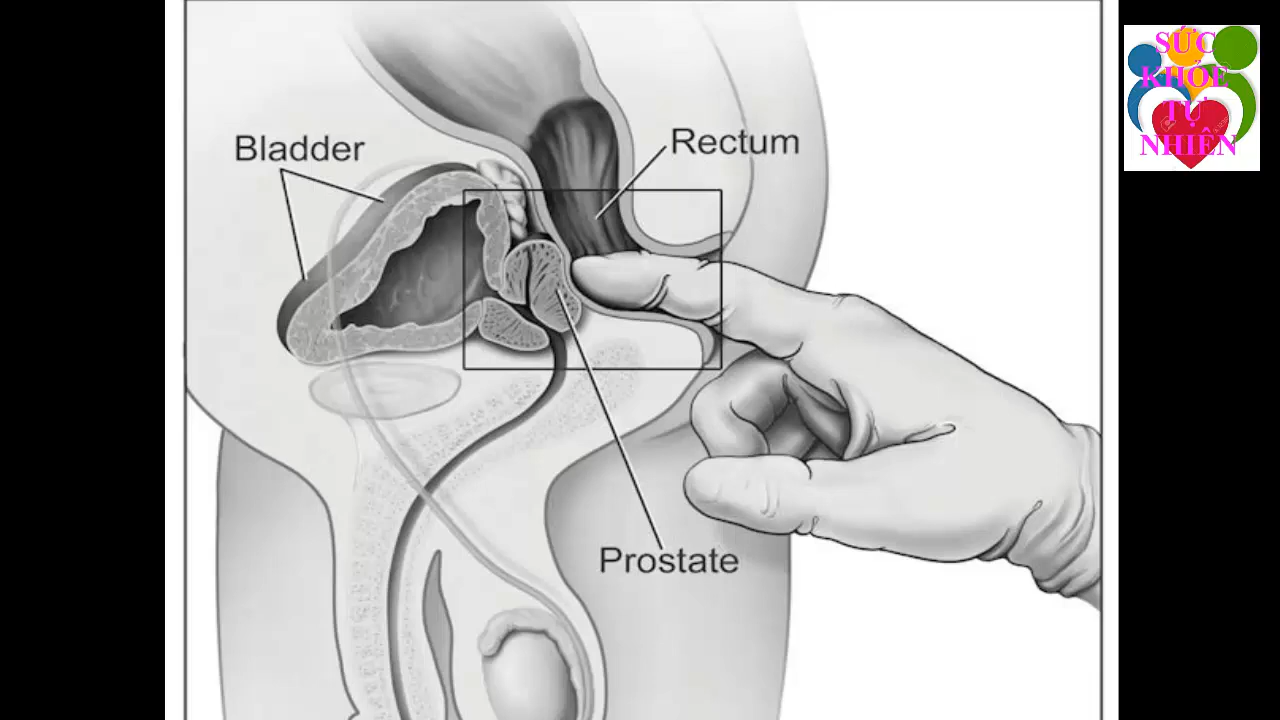 Bladder
Rectum
Prostate
SỨC
KHỎE
TỰ
NHIÊN